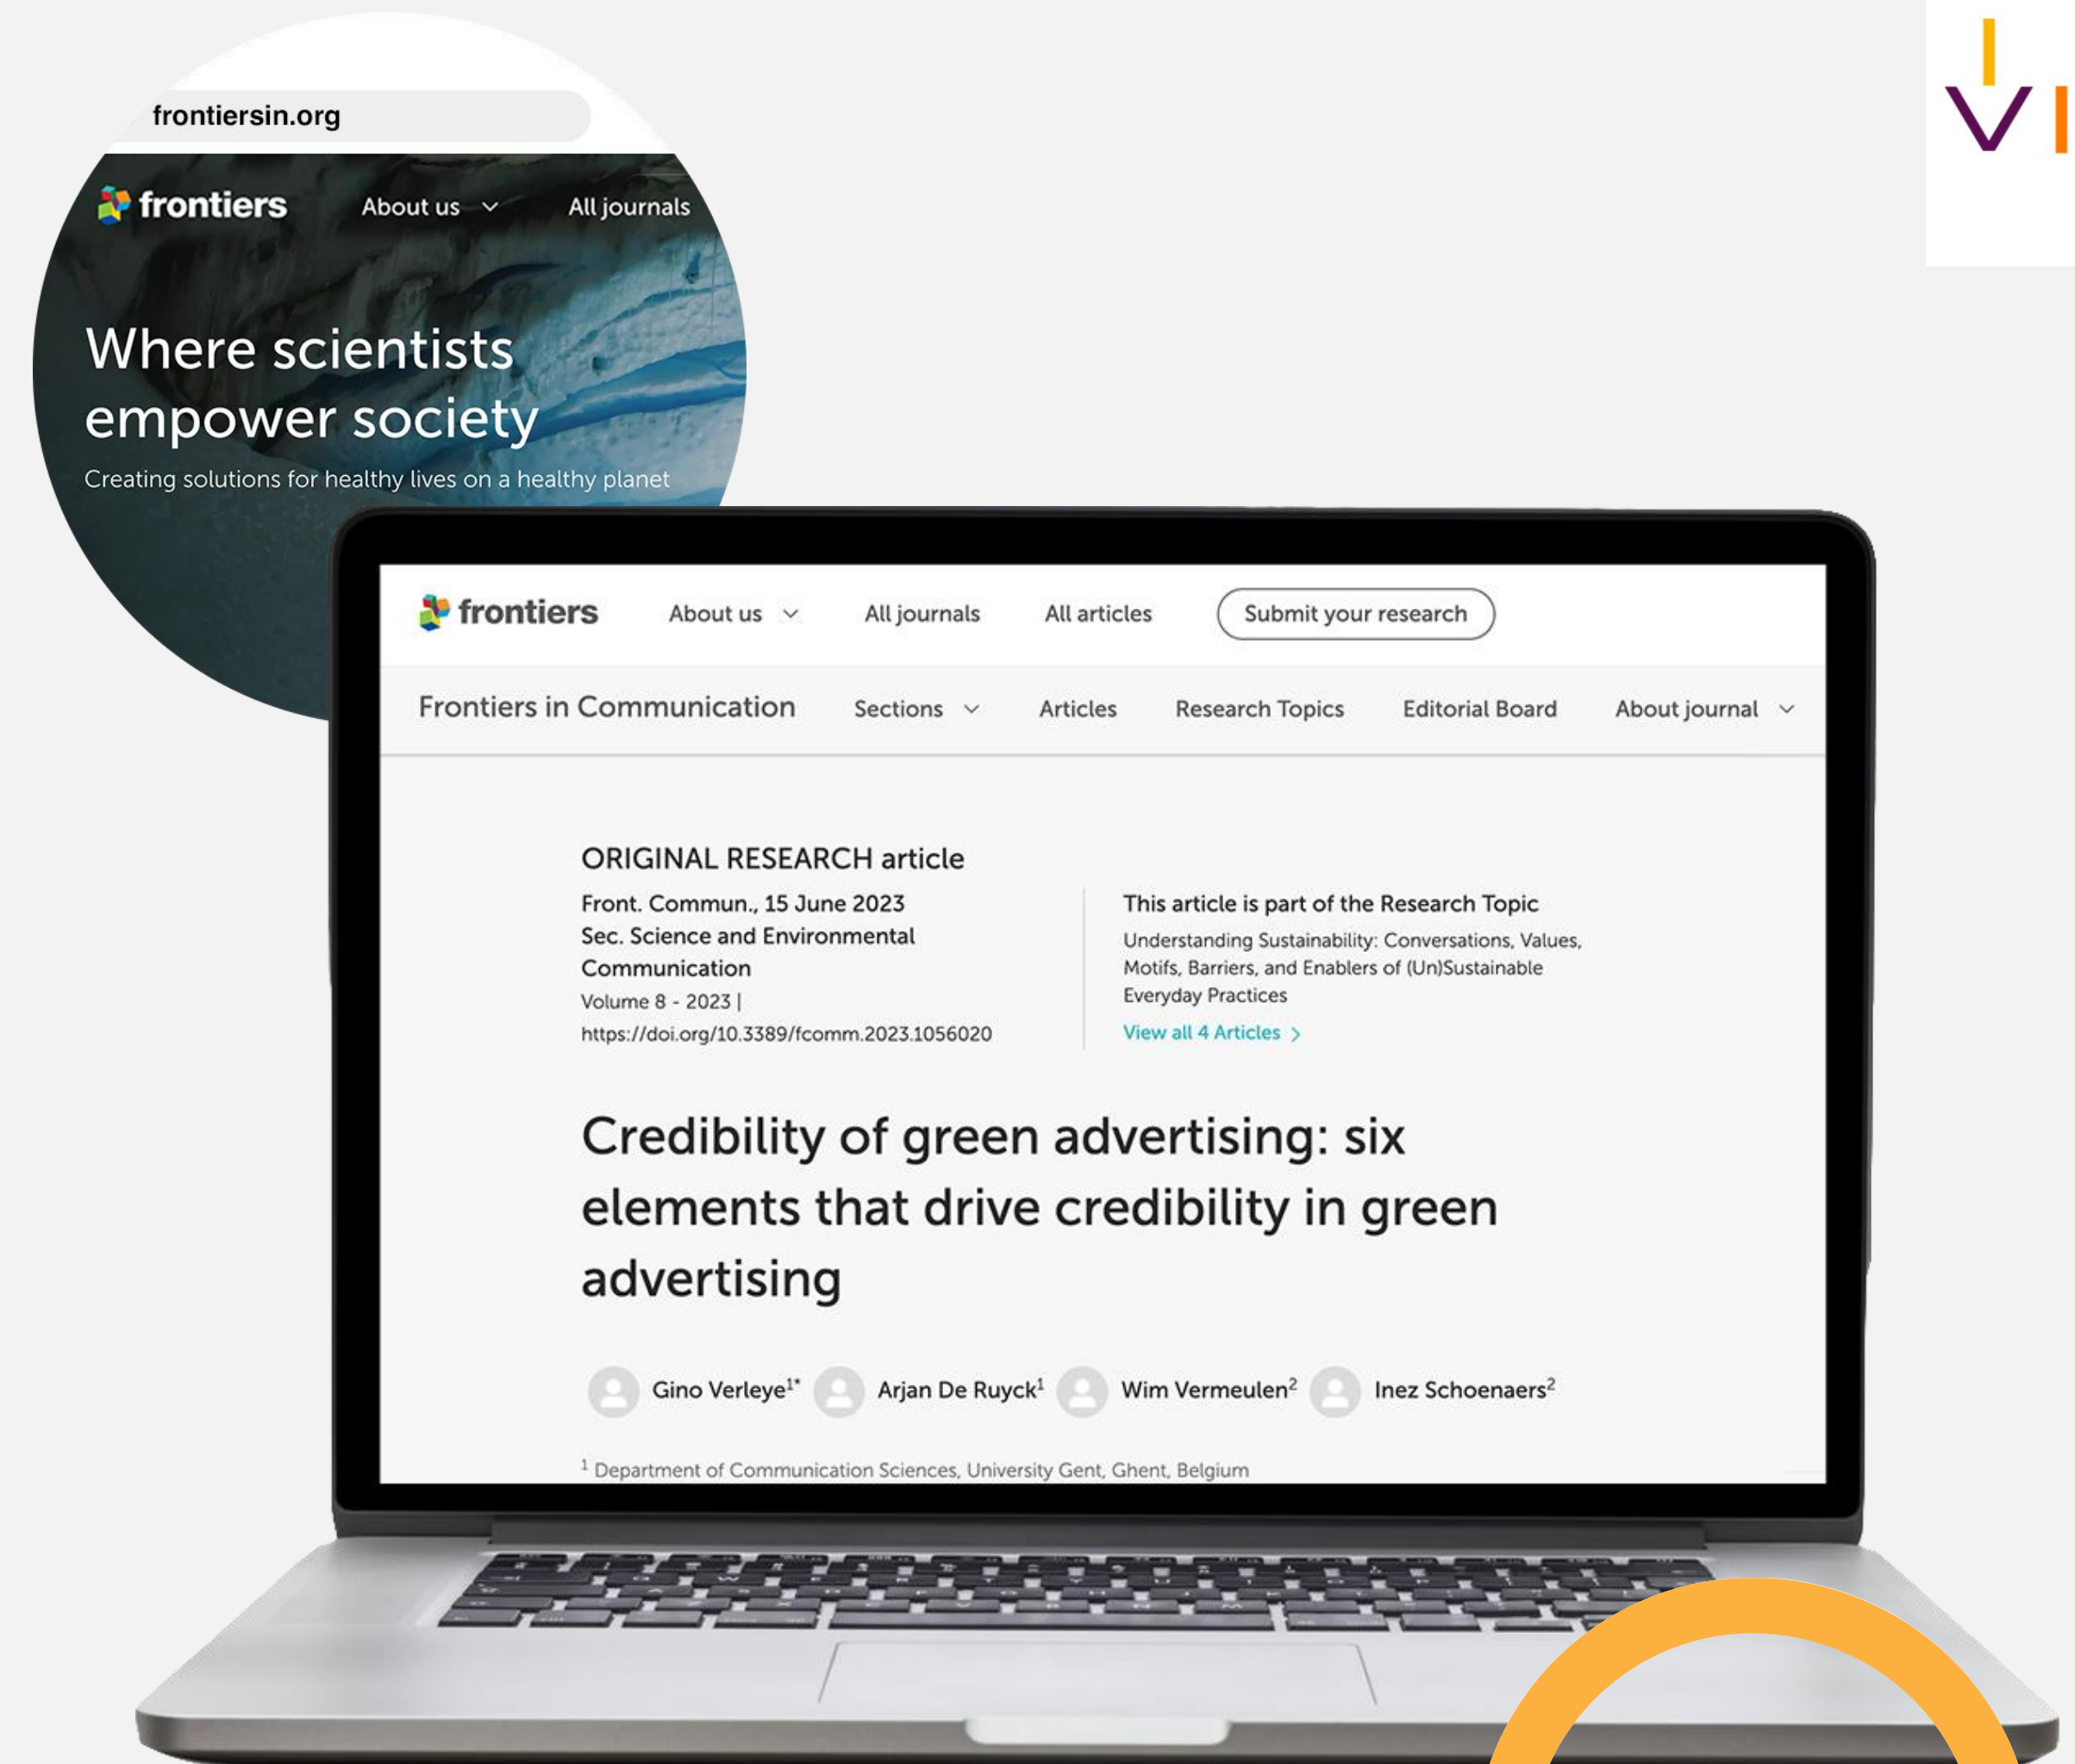 frontiersin.org
frontiers About us All journals
Where scientists
empower society
Creating solutions for healthy lives on a healthy planet
VI
frontiers About us All journals All articles Submit your research
Frontiers in Communication Sections Articles Research Topics Editorial Board About journal
ORIGINAL RESEARCH article
Front. Commun., 15 June 2023
Sec. Science and Environmental
Communication
Volume 8 - 2023 |
https://doi.org/10.3389/fcomm.2023.1056020
This article is part of the Research Topic
Understanding Sustainability: Conversations, Values,
Motifs, Barriers, and Enablers of (Un)Sustainable
Everyday Practices
View all 4 Articles >
Credibility of green advertising: six
elements that drive credibility in green
advertising
Gino Verleye¹* Arjan De Ruyck¹ Wim Vermeulen² Inez Schoenaers²
¹ Department of Communication Sciences, University Gent, Ghent, Belgium